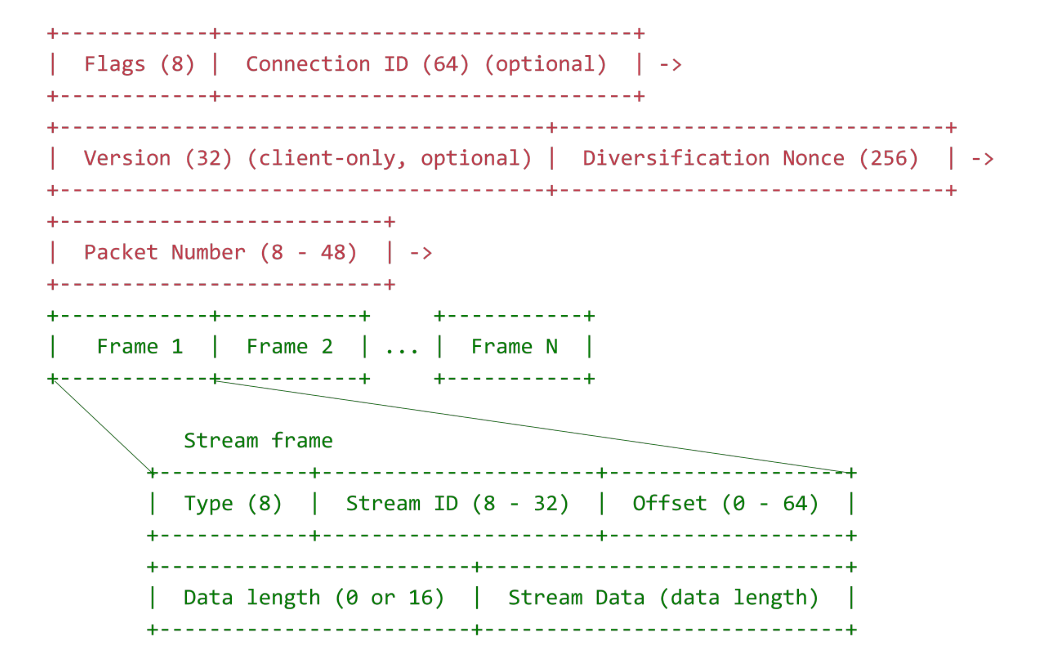 +------------+--------------------------------+
|  Flags (8) |  Connection ID (64) (optional)  | ->
+------------+--------------------------------+
+--------------------------------------+------------------------------+
|  Version (32) (client-only, optional) |  Diversification Nonce (256)  | ->
+--------------------------------------+------------------------------+
+-------------------------+
|  Packet Number (8 - 48)  | ->
+-------------------------+
+------------+-----------+     +-----------+
|   Frame 1  |  Frame 2  | ... |  Frame N  |
+------------+-----------+     +-----------+
Stream frame
+------------+----------------------+-------------------+
|  Type (8)  |  Stream ID (8 - 32)  |  Offset (0 - 64)  |
+------------+----------------------+-------------------+
+-------------------------+-----------------------------+
|  Data length (0 or 16)  |  Stream Data (data length)  |
+-------------------------+-----------------------------+